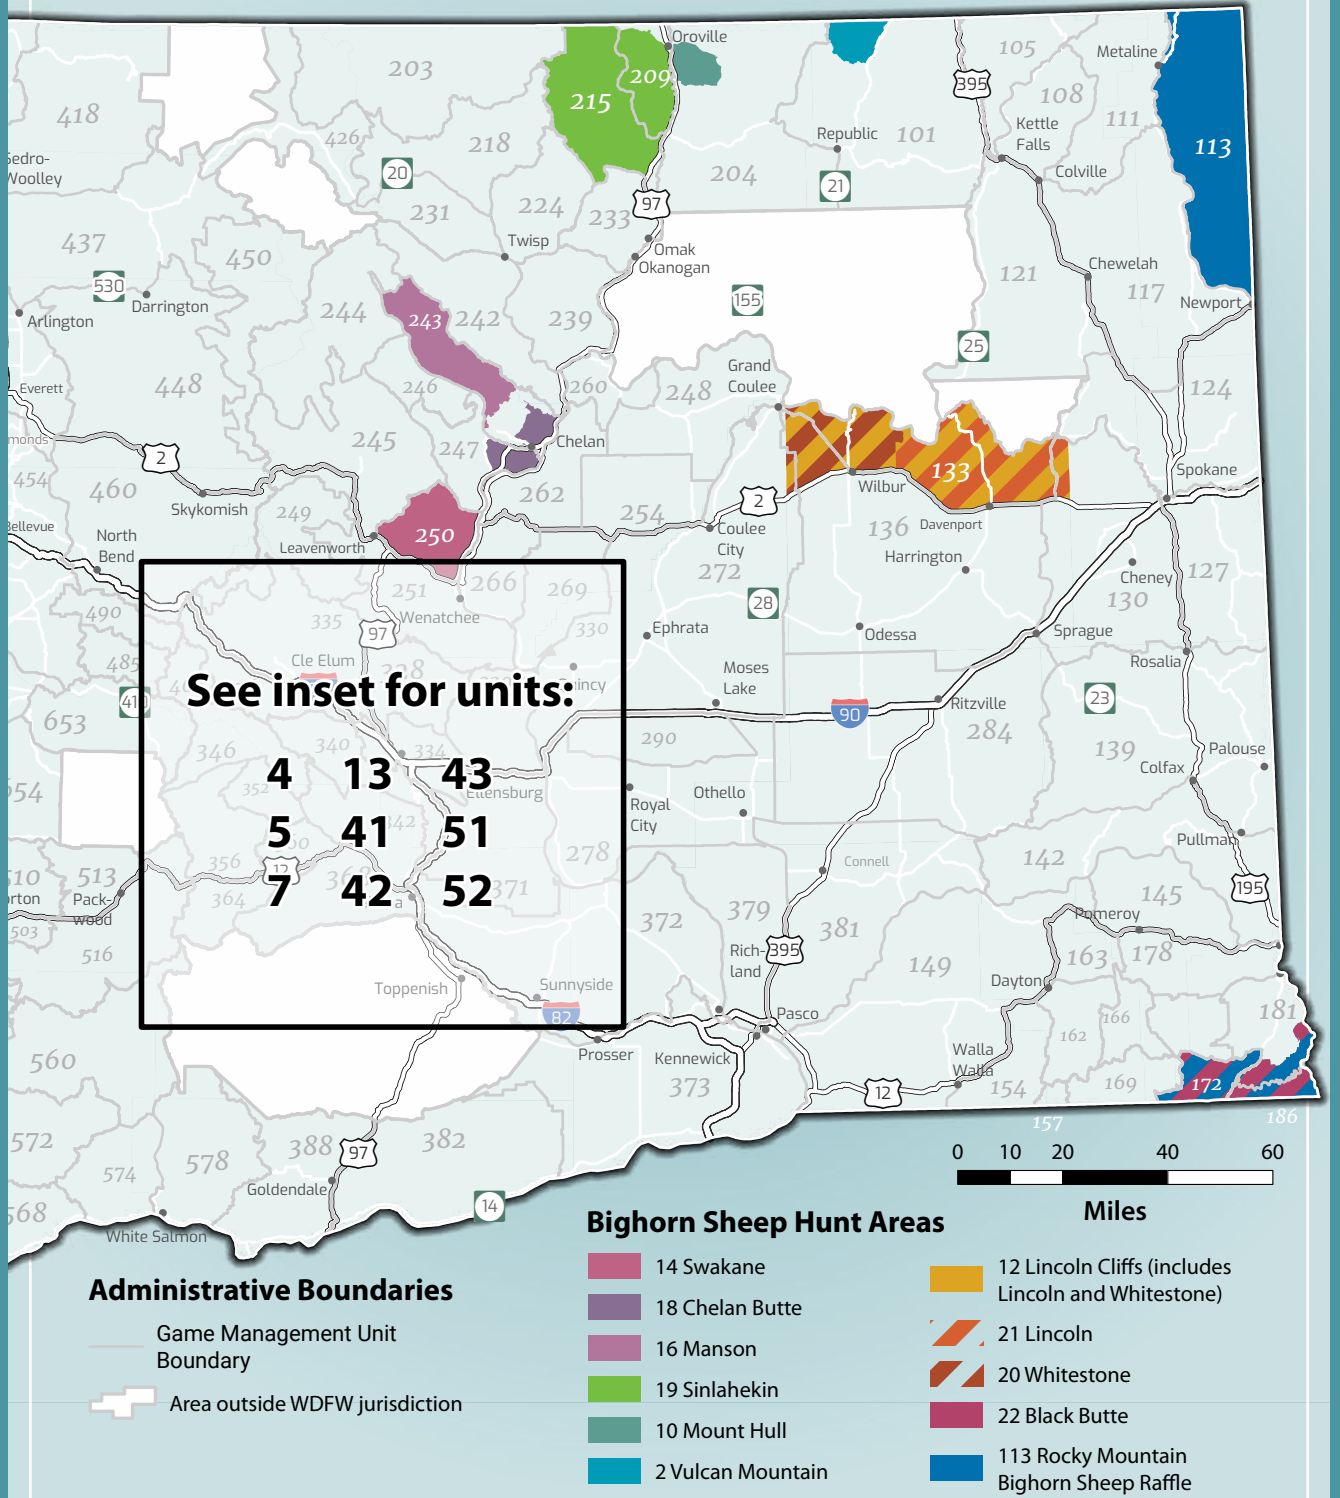 Oroville
203
209
215
Metaline
105
395
108
418
426
218
Republic
101
Kettle
Falls
111
113
Sedro-
Woolley
20
204
21
Colville
231
224
233
97
437
450
Twisp
Omak
Okanogan
121
Chewelah
117
530
Darrington
Arlington
244
243
242
239
155
Newport
25
Everett
448
246
260
248
Grand
Coulee
124
monds
245
247
Chelan
133
2
454
460
Skykomish
249
262
254
2
Wilbur
Spokane
Bellevue
North
Bend
Leavenworth
250
Coulee
City
136
Davenport
Harrington
251
266
269
272
Cheney
127
130
490
335
Wenatchee
97
330
28
Ephrata
Odessa
Sprague
485
Cle Elum
328
Quincy
Moses
Lake
Rosalia
410
See inset for units:
23
653
90
Ritzville
284
346
340
334
290
139
Palouse
Colfax
4 13 43
352
Ellensburg
654
Royal
City
Othello
5 41 51
342
Pullman
356
12
278
Connell
142
7 42 52
364
371
510
513
Pack-
wood
orton
145
195
503
516
372
379
381
Pomeroy
Rich-
land
395
149
163
178
Toppenish
Sunnyside
Dayton
82
Pasco
166
181
162
560
Prosser
Kennewick
373
Walla
Walla
12
154
169
172
157
186
572
574
578
388
97
382
Goldendale
14
568
White Salmon
0 10 20 40 60
Miles
Bighorn Sheep Hunt Areas
14 Swakane
18 Chelan Butte
16 Manson
19 Sinlahekin
10 Mount Hull
2 Vulcan Mountain
12 Lincoln Cliffs (includes
Lincoln and Whitestone)
21 Lincoln
20 Whitestone
22 Black Butte
113 Rocky Mountain
Bighorn Sheep Raffle
Administrative Boundaries
Game Management Unit
Boundary
Area outside WDFW jurisdiction